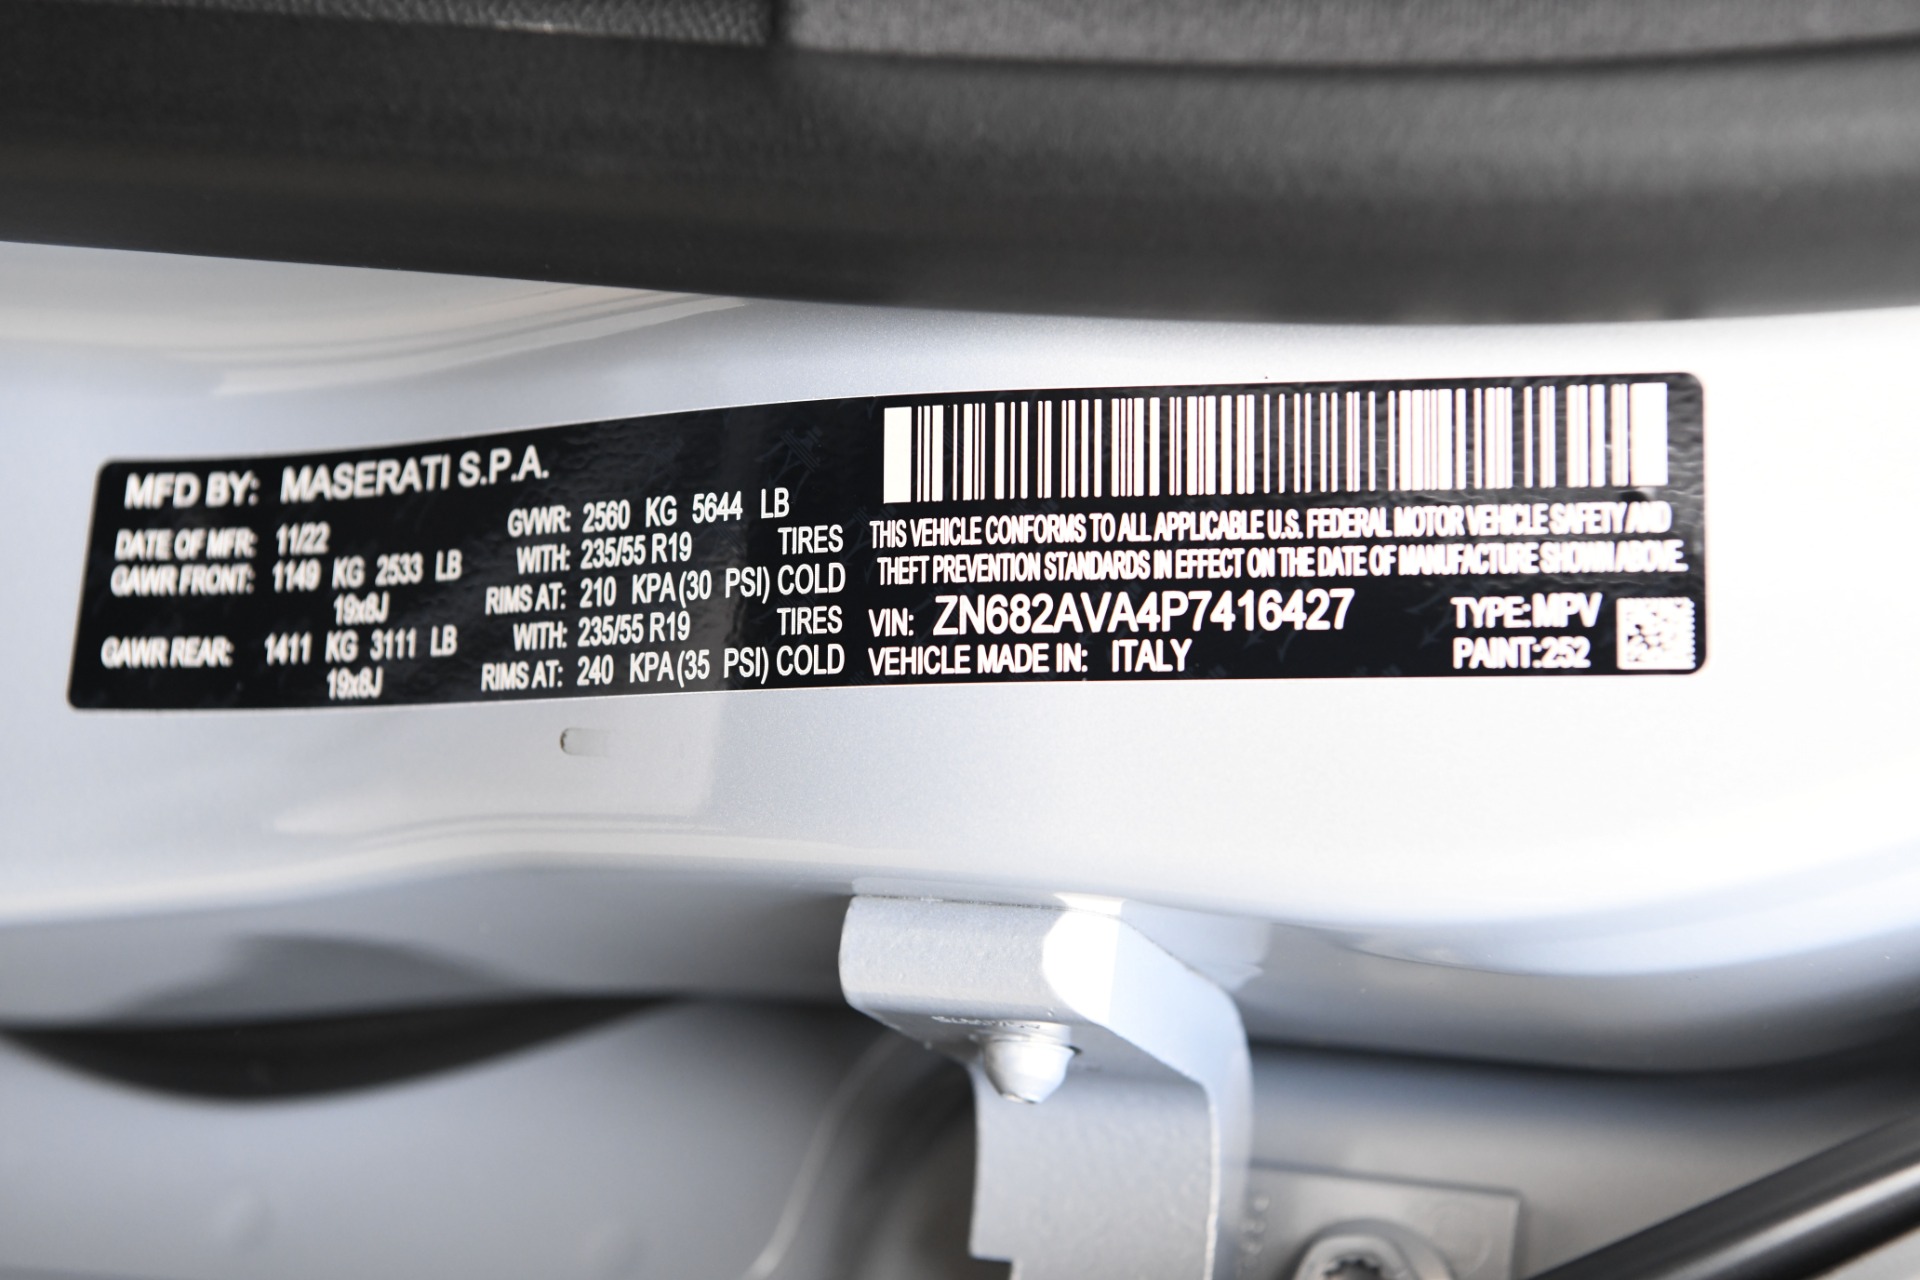 MFD BY: MASERATI S.P.A.
DATE OF MFR: 11/22
GVWR: 2560 KG 5644 LB
GAWR FRONT: 1149 KG 2533 LB WITH: 235/55 R19 TIRES
19x8J RIMS AT: 210 KPA (30 PSI) COLD
GAWR REAR: 1411 KG 3111 LB WITH: 235/55 R19 TIRES
19x8J RIMS AT: 240 KPA (35 PSI) COLD
THIS VEHICLE CONFORMS TO ALL APPLICABLE U.S. FEDERAL MOTOR VEHICLE SAFETY AND
THEFT PREVENTION STANDARDS IN EFFECT ON THE DATE OF MANUFACTURE SHOWN ABOVE.
VIN: ZN682AVA4P7416427 TYPE: MPV
VEHICLE MADE IN: ITALY PAINT:252